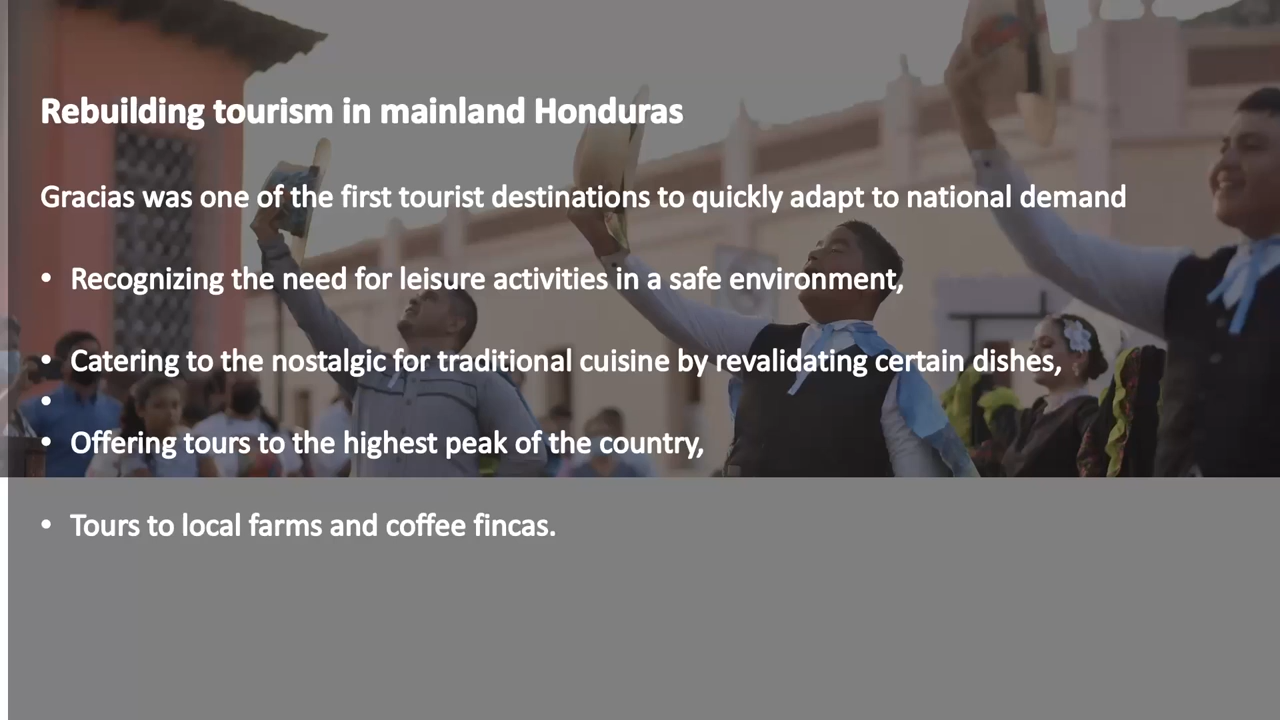 Rebuilding tourism in mainland Honduras
Gracias was one of the first tourist destinations to quickly adapt to national demand
• Recognizing the need for leisure activities in a safe environment,
• Catering to the nostalgic for traditional cuisine by revalidating certain dishes,
•
• Offering tours to the highest peak of the country,
• Tours to local farms and coffee fincas.